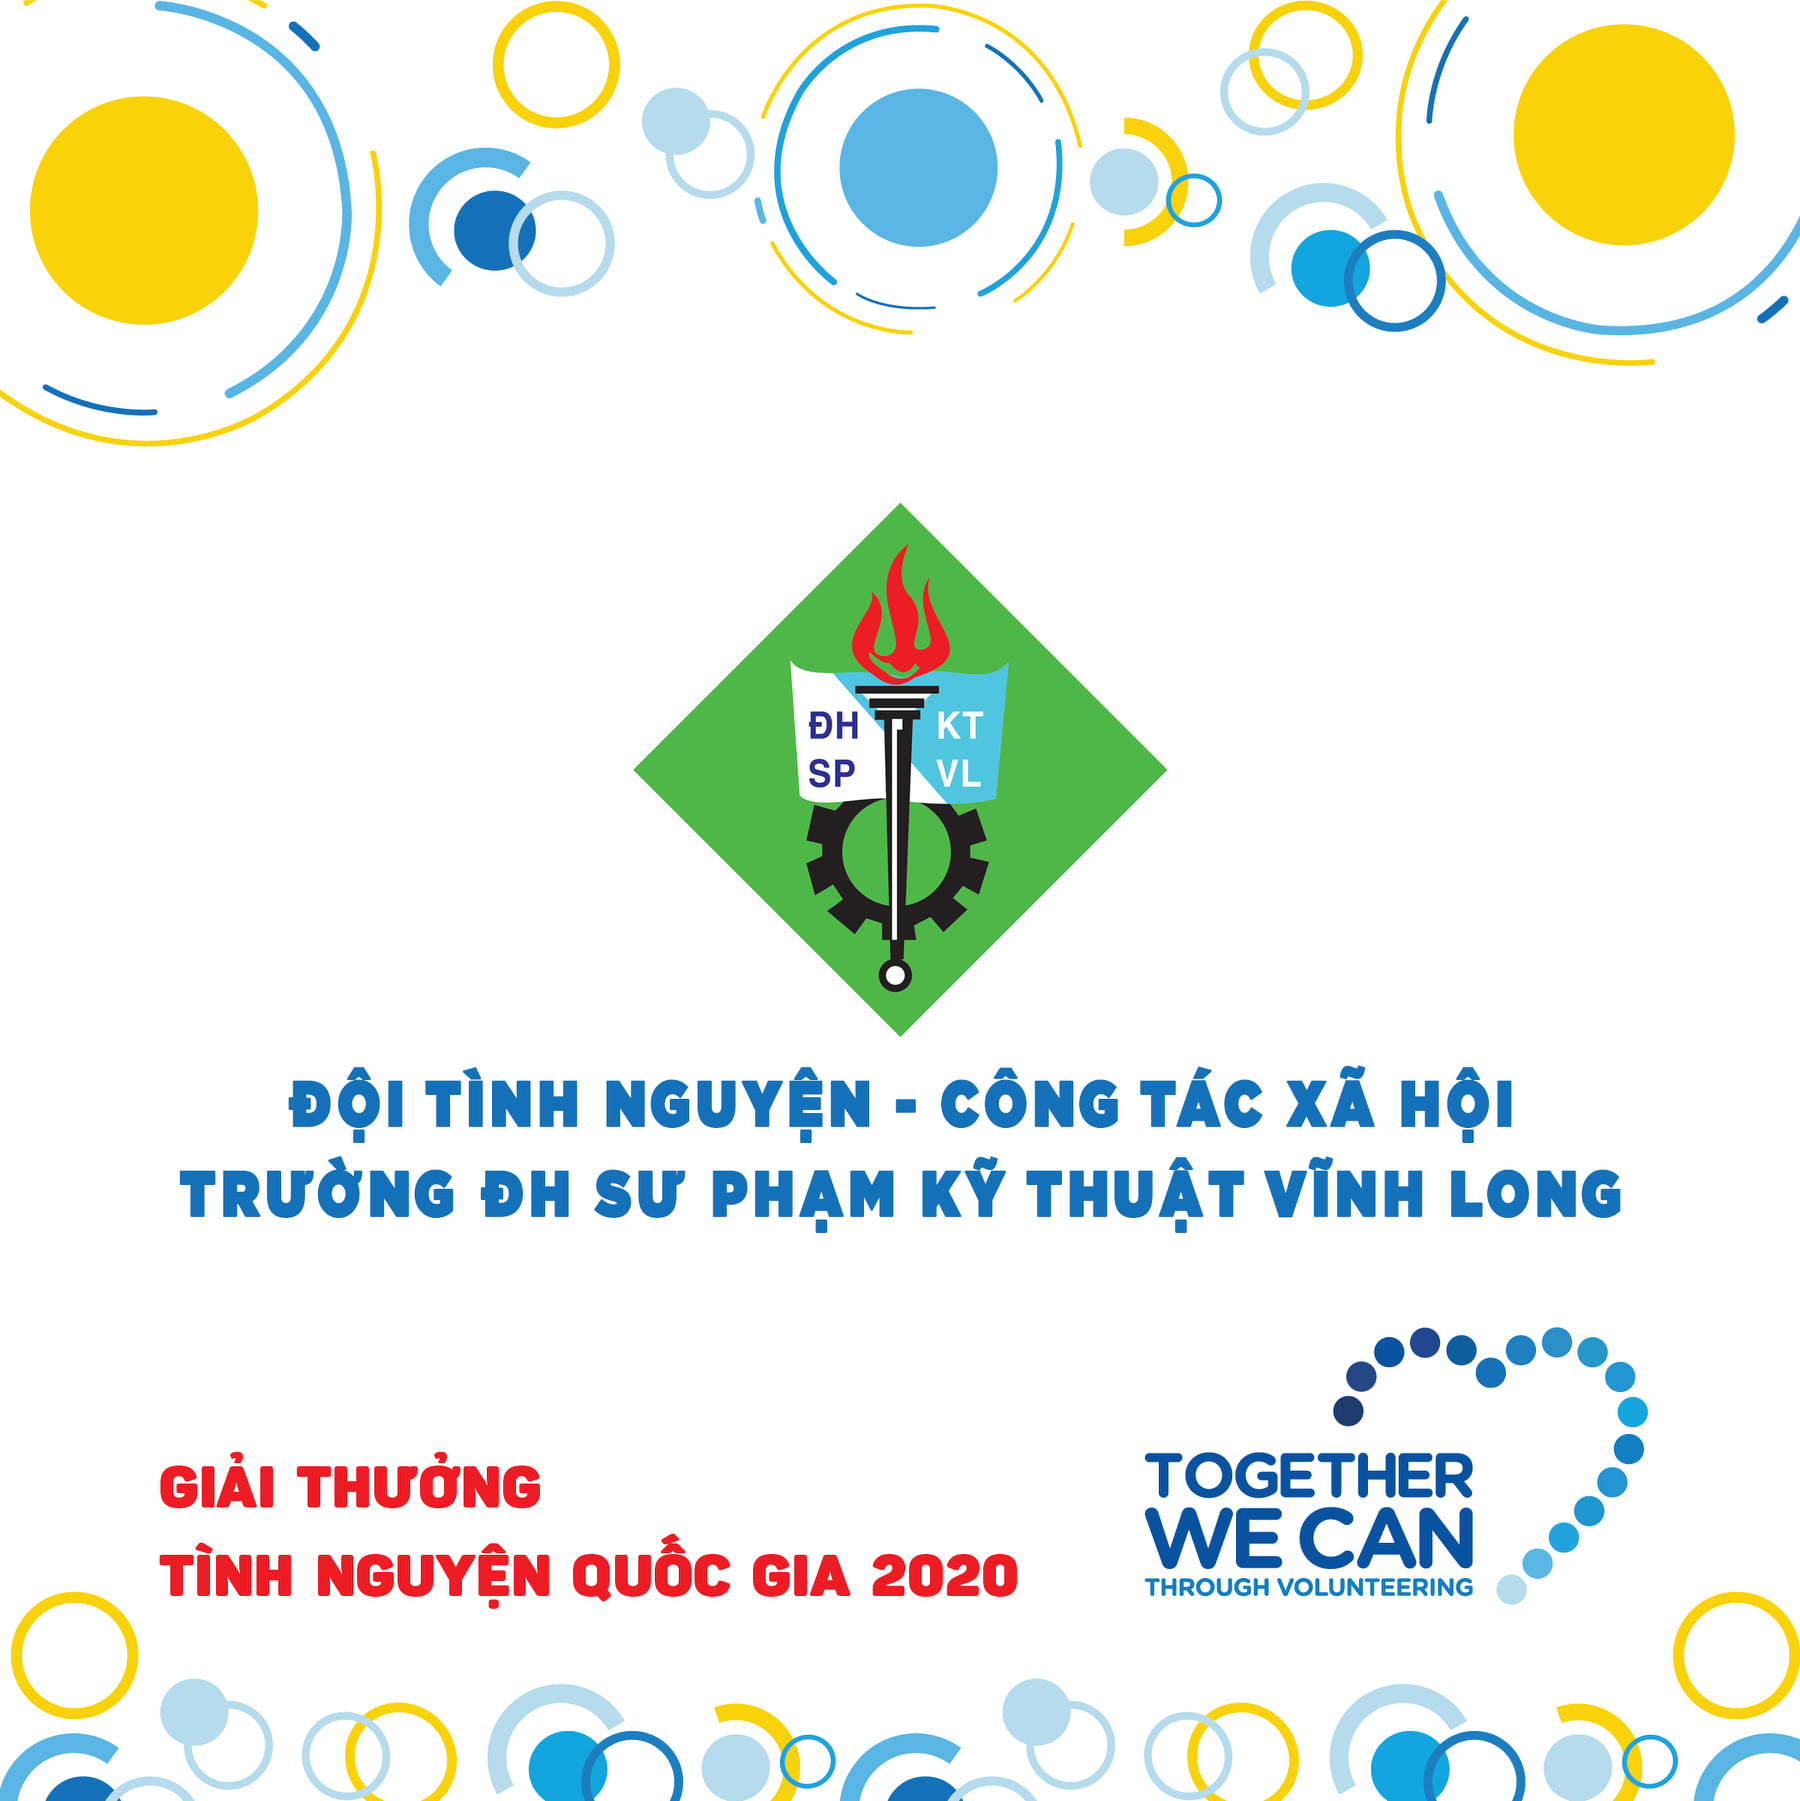 ĐH KT
SP VL
ĐỘI TÌNH NGUYỆN - CÔNG TÁC XÃ HỘI
TRƯỜNG ĐH SƯ PHẠM KỸ THUẬT VĨNH LONG
GIẢI THƯỞNG
TÌNH NGUYỆN QUỐC GIA 2020
TOGETHER
WE CAN
THROUGH VOLUNTEERING